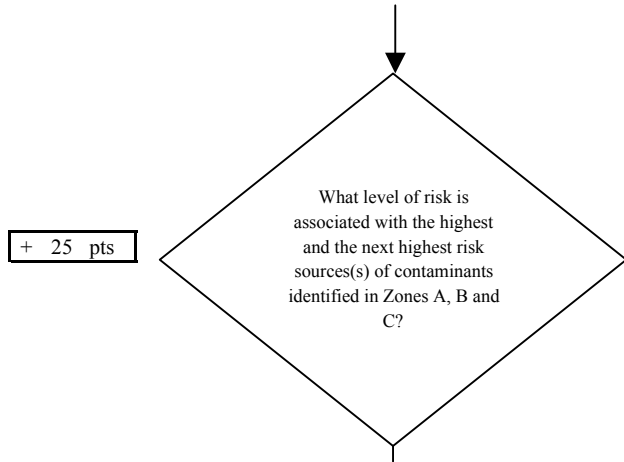 What level of risk is
associated with the highest
and the next highest risk
sources(s) of contaminants
identified in Zones A, B and
C?
+ 25 pts